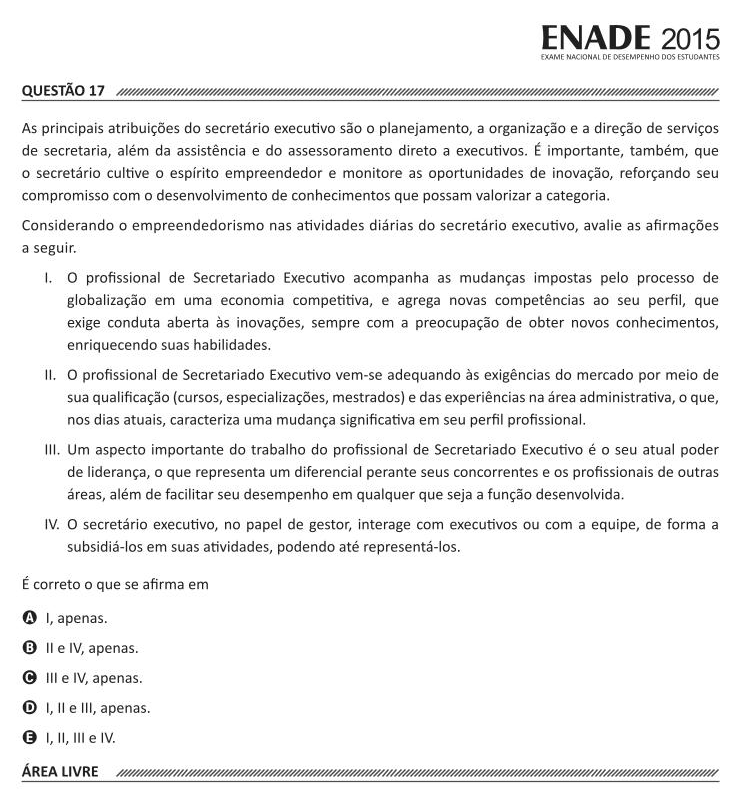 ENADE 2015
EXAME NACIONAL DE DESEMPENHO DOS ESTUDANTES
QUESTÃO 17
As principais atribuições do secretário executivo são o planejamento, a organização e a direção de serviços
de secretaria, além da assistência e do assessoramento direto a executivos. É importante, também, que
o secretário cultive o espírito empreendedor e monitore as oportunidades de inovação, reforçando seu
compromisso com o desenvolvimento de conhecimentos que possam valorizar a categoria.
Considerando o empreendedorismo nas atividades diárias do secretário executivo, avalie as afirmações
a seguir.
I. O profissional de Secretariado Executivo acompanha as mudanças impostas pelo processo de
globalização em uma economia competitiva, e agrega novas competências ao seu perfil, que
exige conduta aberta às inovações, sempre com a preocupação de obter novos conhecimentos,
enriquecendo suas habilidades.
II. O profissional de Secretariado Executivo vem-se adequando às exigências do mercado por meio de
sua qualificação (cursos, especializações, mestrados) e das experiências na área administrativa, o que,
nos dias atuais, caracteriza uma mudança significativa em seu perfil profissional.
III. Um aspecto importante do trabalho do profissional de Secretariado Executivo é o seu atual poder
de liderança, o que representa um diferencial perante seus concorrentes e os profissionais de outras
áreas, além de facilitar seu desempenho em qualquer que seja a função desenvolvida.
IV. O secretário executivo, no papel de gestor, interage com executivos ou com a equipe, de forma a
subsidiá-los em suas atividades, podendo até representá-los.
É correto o que se afirma em
A I, apenas.
B II e IV, apenas.
C III e IV, apenas.
D I, II e III, apenas.
E I, II, III e IV.
ÁREA LIVRE